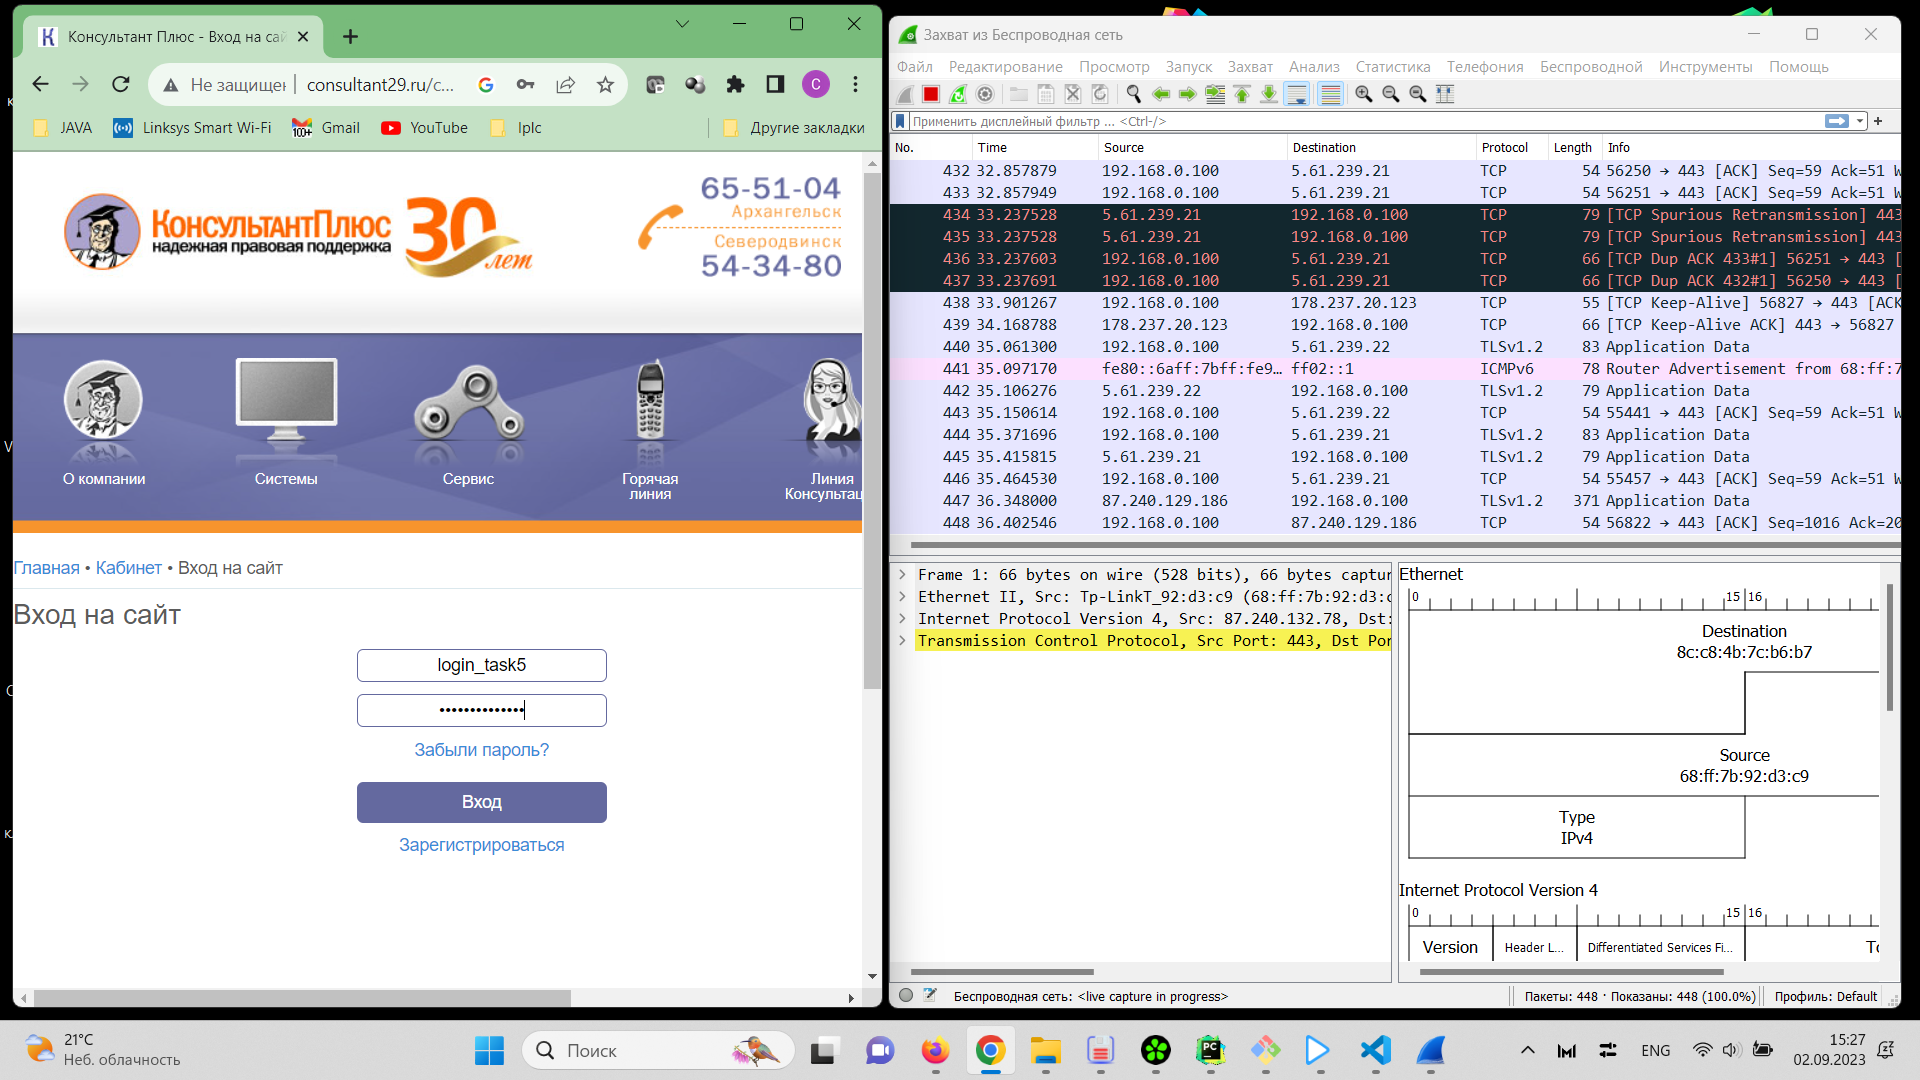 Консультант Плюс - Вход на сай
Не защищен
consultant29.ru/c...
С
JAVA
Linksys Smart Wi-Fi
100+
Gmail
YouTube
Iplc
Другие закладки
КонсультантПлюс
надежная правовая поддержка
30 лет
65-51-04
Архангельск
Северодвинск
54-34-80
О компании
Системы
Сервис
Горячая
линия
Линия
Консультац
Главная • Кабинет • Вход на сайт
Вход на сайт
login_task5
••••••••••••••
Забыли пароль?
Вход
Зарегистрироваться
Захват из Беспроводная сеть
Файл Редактирование Просмотр Запуск Захват Анализ Статистика Телефония Беспроводной Инструменты Помощь
Применить дисплейный фильтр ... <Ctrl-/>
No. Time Source Destination Protocol Length Info
432 32.857879 192.168.0.100 5.61.239.21 TCP 54 56250 → 443 [ACK] Seq=59 Ack=51 W
433 32.857949 192.168.0.100 5.61.239.21 TCP 54 56251 → 443 [ACK] Seq=59 Ack=51 W
434 33.237528 5.61.239.21 192.168.0.100 TCP 79 [TCP Spurious Retransmission] 443
435 33.237528 5.61.239.21 192.168.0.100 TCP 79 [TCP Spurious Retransmission] 443
436 33.237603 192.168.0.100 5.61.239.21 TCP 66 [TCP Dup ACK 433#1] 56251 → 443 [
437 33.237691 192.168.0.100 5.61.239.21 TCP 66 [TCP Dup ACK 432#1] 56250 → 443 [
438 33.901267 192.168.0.100 178.237.20.123 TCP 55 [TCP Keep-Alive] 56827 → 443 [ACK
439 34.168788 178.237.20.123 192.168.0.100 TCP 66 [TCP Keep-Alive ACK] 443 → 56827
440 35.061300 192.168.0.100 5.61.239.22 TLSv1.2 83 Application Data
441 35.097170 fe80::6aff:7bff:fe9… ff02::1 ICMPv6 78 Router Advertisement from 68:ff:7
442 35.106276 5.61.239.22 192.168.0.100 TLSv1.2 79 Application Data
443 35.150614 192.168.0.100 5.61.239.22 TCP 54 55441 → 443 [ACK] Seq=59 Ack=51 W
444 35.371696 192.168.0.100 5.61.239.21 TLSv1.2 83 Application Data
445 35.415815 5.61.239.21 192.168.0.100 TLSv1.2 79 Application Data
446 35.464530 192.168.0.100 5.61.239.21 TCP 54 55457 → 443 [ACK] Seq=59 Ack=51 W
447 36.348000 87.240.129.186 192.168.0.100 TLSv1.2 371 Application Data
448 36.402546 192.168.0.100 87.240.129.186 TCP 54 56822 → 443 [ACK] Seq=1016 Ack=20
Frame 1: 66 bytes on wire (528 bits), 66 bytes captur
Ethernet II, Src: Tp-LinkT_92:d3:c9 (68:ff:7b:92:d3:c
Internet Protocol Version 4, Src: 87.240.132.78, Dst:
Transmission Control Protocol, Src Port: 443, Dst Por
Ethernet
0 15 16
Destination
8c:c8:4b:7c:b6:b7
Source
68:ff:7b:92:d3:c9
Type
IPv4
Internet Protocol Version 4
0 15 16
Version Header L... Differentiated Services Fi... To
Беспроводная сеть: <live capture in progress>
Пакеты: 448 · Показаны: 448 (100.0%)
Профиль: Default
21°C
Неб. облачность
Поиск
PC
ENG
15:27
02.09.2023